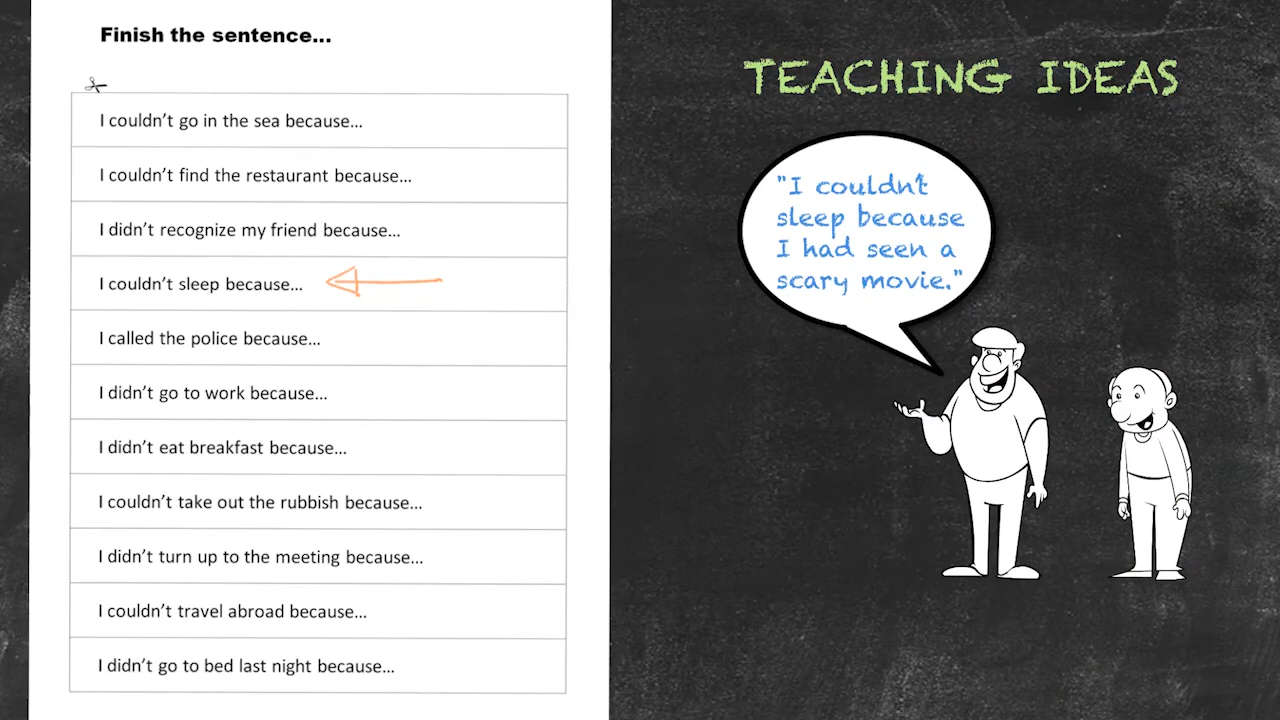 Finish the sentence...
I couldn't go in the sea because...
I couldn't find the restaurant because...
I didn't recognize my friend because...
I couldn't sleep because...
I called the police because...
I didn't go to work because...
I didn't eat breakfast because...
I couldn't take out the rubbish because...
I didn't turn up to the meeting because...
I couldn't travel abroad because...
I didn't go to bed last night because...
TEACHING IDEAS
"I couldn't
sleep because
I had seen a
scary movie."